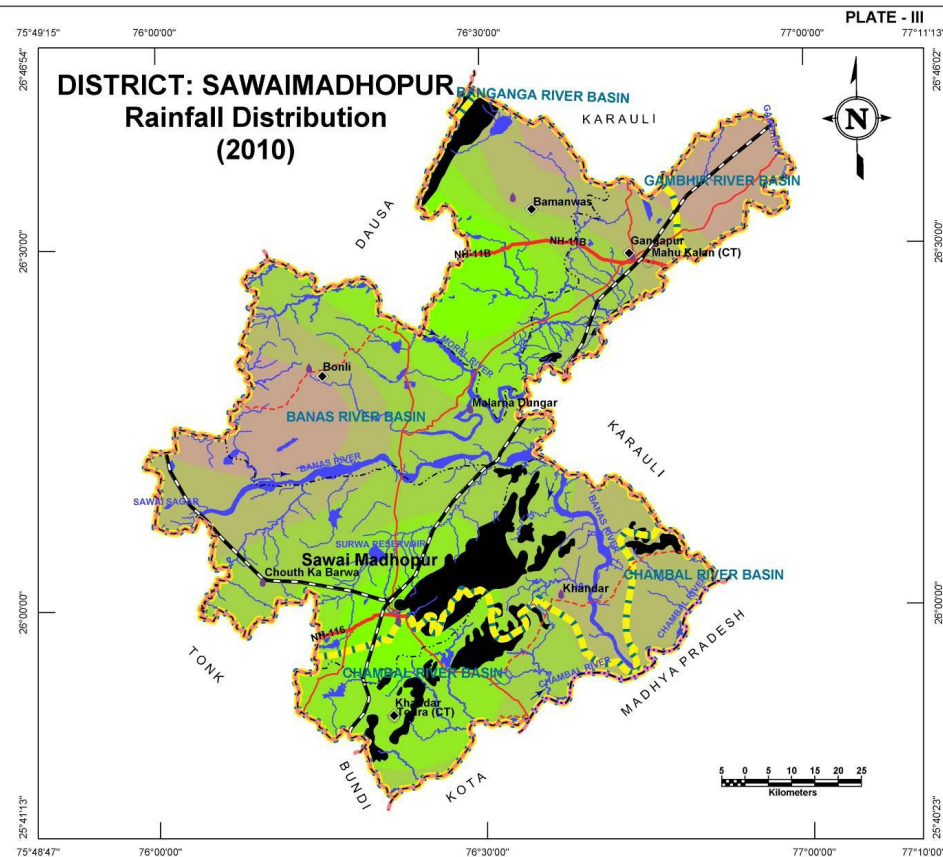 PLATE - III
75°49'15"
76°00'00"
76°30'00"
77°00'00"
77°11'13"
26°46'54"
26°46'02"
DISTRICT: SAWAIMADHOPUR
Rainfall Distribution
(2010)
BANGANGA RIVER BASIN
KARAULI
N
GAMBHIR RIVER BASIN
DAUSA
Bamanwas
Gangapur
Mahu Kalan (CT)
NH-11B
NH-11B
26°30'00"
26°30'00"
MOREL RIVER
Bonli
Malarna Dungar
BANAS RIVER BASIN
KARAULI
BANAS RIVER
SAWAI SAGAR
BANAS RIVER
SURWA RESERVOIR
Sawai Madhopur
Chouth Ka Barwa
Khandar
CHAMBAL RIVER BASIN
26°00'00"
26°00'00"
CHAMBAL RIVER
NH-116
TONK
MADHYA PRADESH
CHAMBAL RIVER BASIN
CHAMBAL RIVER
Khandar
Todra (CT)
BUNDI
KOTA
5 0 5 10 15 20 25
Kilometers
25°41'13"
25°40'23"
75°48'47"
76°00'00"
76°30'00"
77°00'00"
77°10'00"